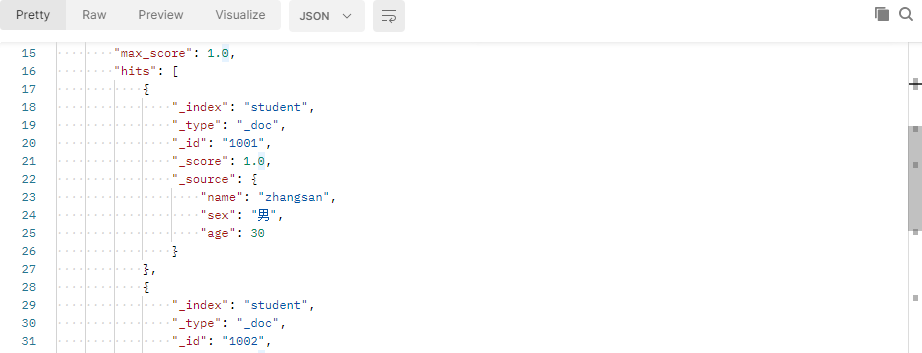 Pretty Raw Preview Visualize JSON
15 "max_score": 1.0,
16 "hits": [
17 {
18 "_index": "student",
19 "_type": "_doc",
20 "_id": "1001",
21 "_score": 1.0,
22 "_source": {
23 "name": "zhangsan",
24 "sex": "男",
25 "age": 30
26 }
27 },
28 {
29 "_index": "student",
30 "_type": "_doc",
31 "_id": "1002",